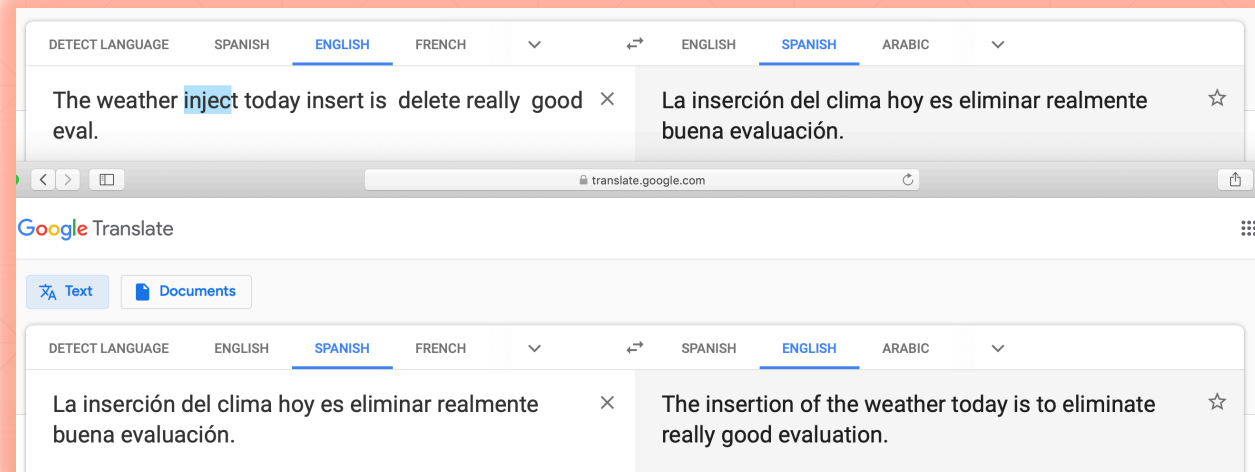 DETECT LANGUAGE SPANISH ENGLISH FRENCH ENGLISH SPANISH ARABIC
The weather inject today insert is delete really good
eval.
La inserción del clima hoy es eliminar realmente
buena evaluación.
translate.google.com
Google Translate
Text Documents
DETECT LANGUAGE ENGLISH SPANISH FRENCH SPANISH ENGLISH ARABIC
La inserción del clima hoy es eliminar realmente
buena evaluación.
The insertion of the weather today is to eliminate
really good evaluation.